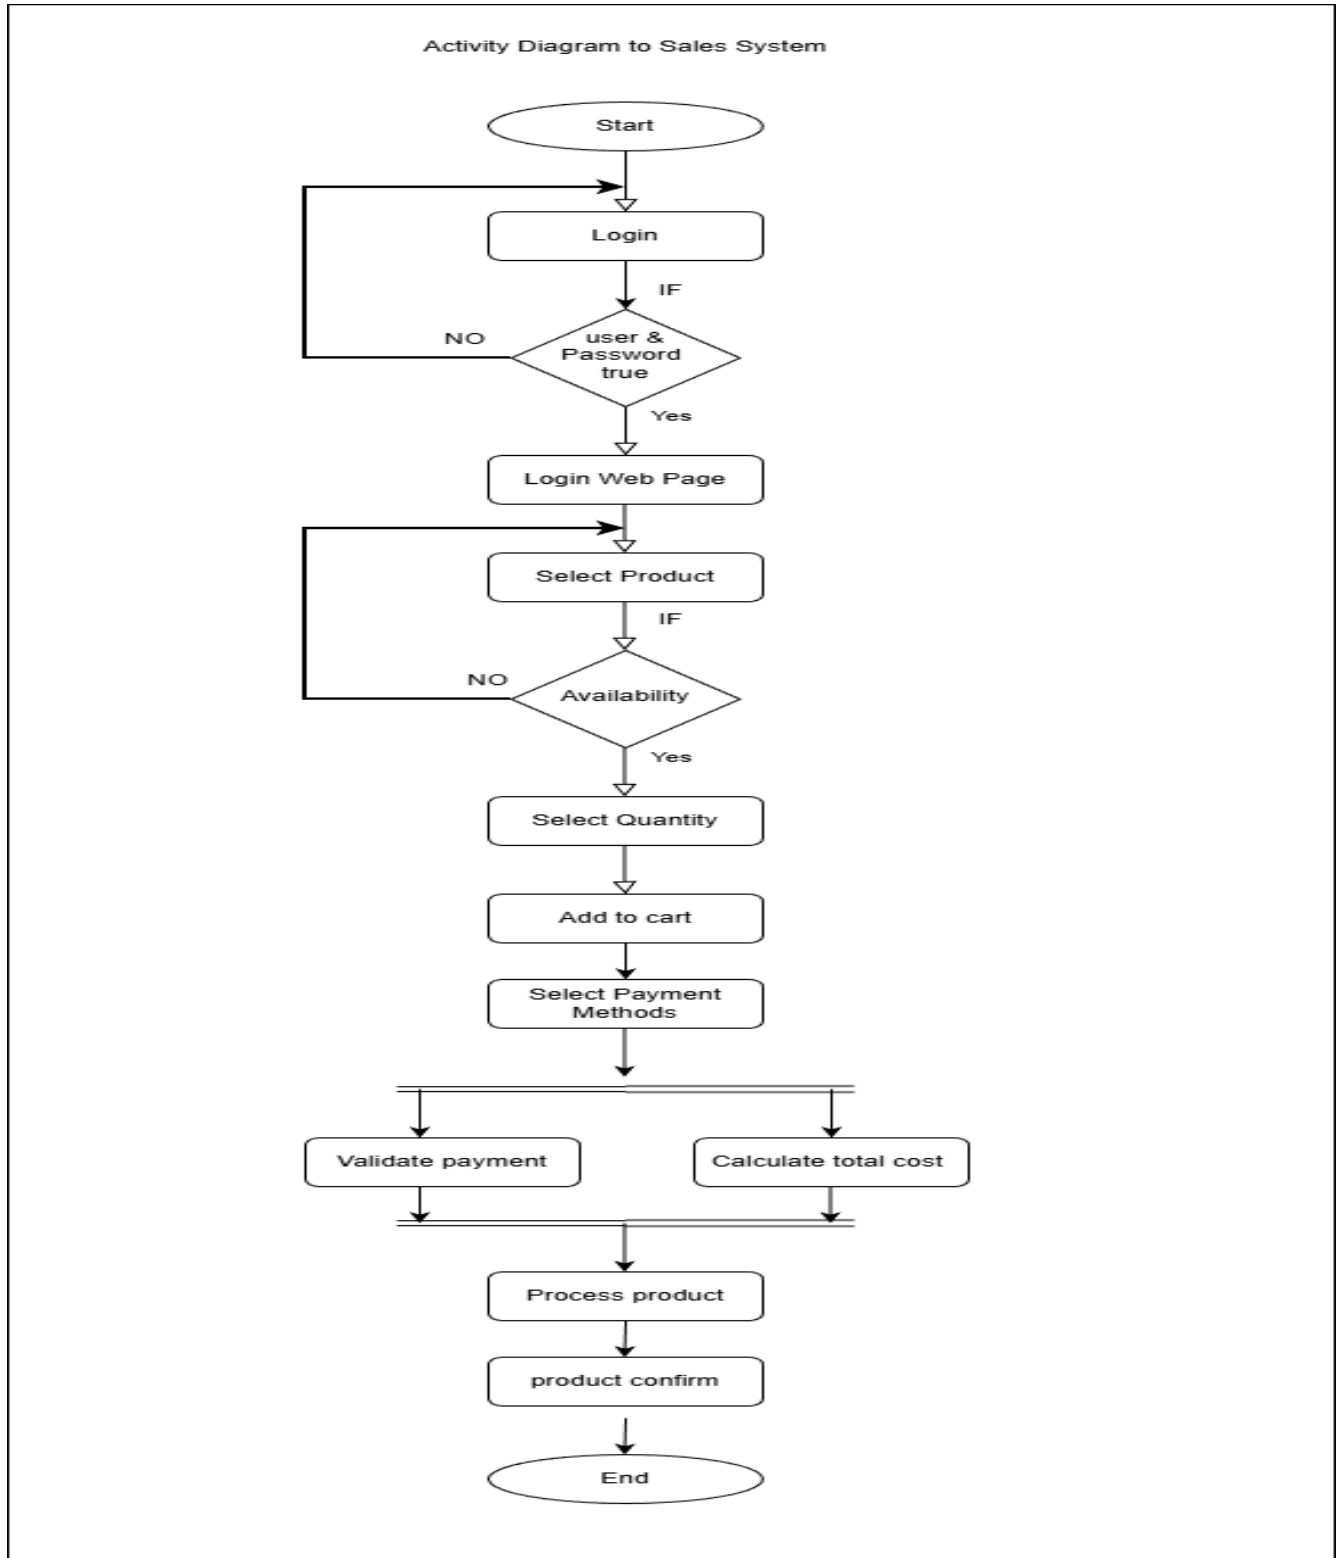 Activity Diagram to Sales System
Start
Login
IF
NO
user &
Password
true
Yes
Login Web Page
Select Product
IF
NO
Availability
Yes
Select Quantity
Add to cart
Select Payment
Methods
Validate payment
Calculate total cost
Process product
product confirm
End